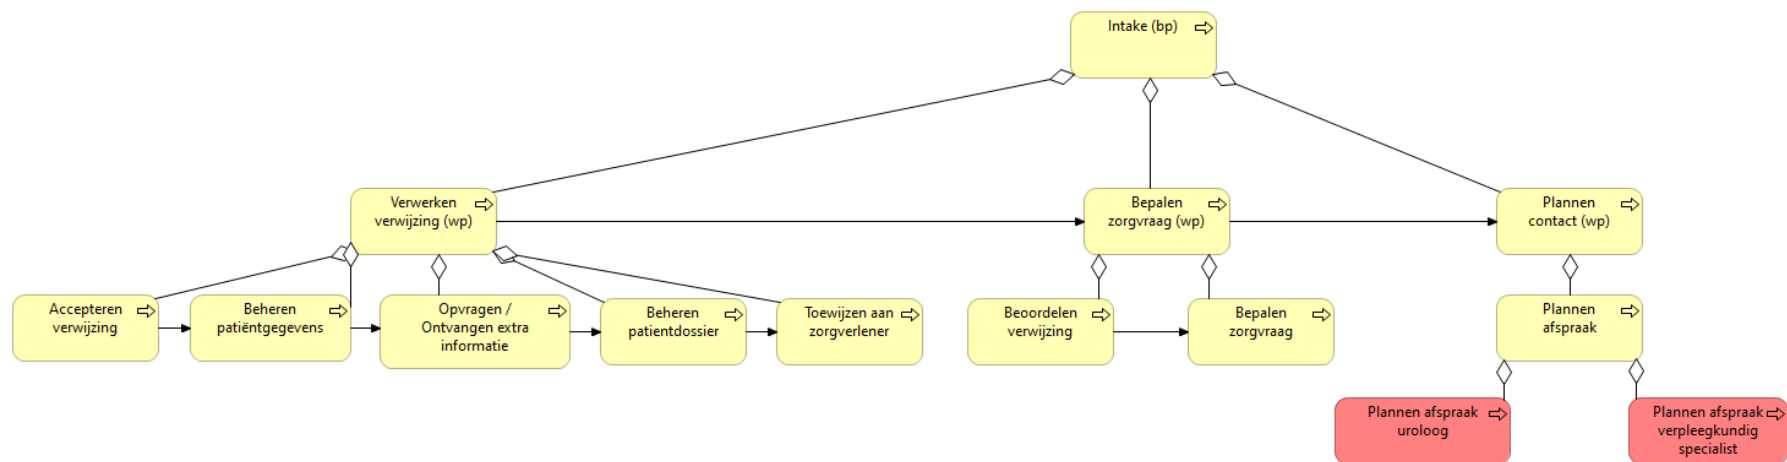 Intake (bp)
Verwerken
verwijzing (wp)
Bepalen
zorgvraag (wp)
Plannen
contact (wp)
Accepteren
verwijzing
Beheren
patiëntgegevens
Opvragen /
Ontvangen extra
informatie
Beheren
patientdossier
Toewijzen aan
zorgverlener
Beoordelen
verwijzing
Bepalen
zorgvraag
Plannen
afspraak
Plannen afspraak
uroloog
Plannen afspraak
verpleegkundig
specialist